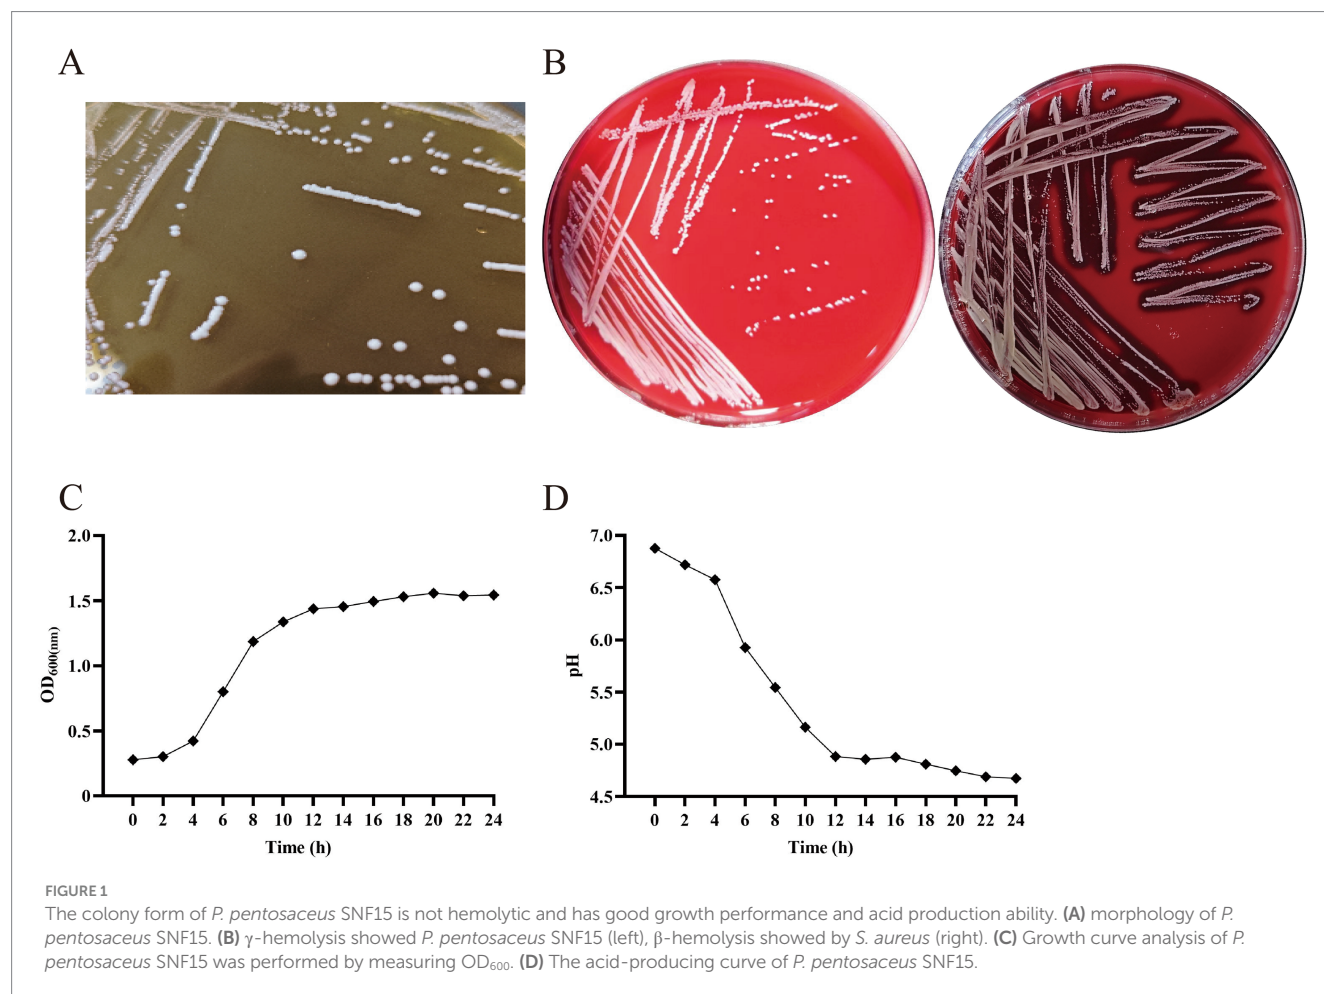 A
B
C
D
2.0
1.5
1.0
0.5
0
OD600(nm)
0 2 4 6 8 10 12 14 16 18 20 22 24
Time (h)
7.0
6.5
6.0
5.5
5.0
4.5
pH
0 2 4 6 8 10 12 14 16 18 20 22 24
Time (h)
FIGURE 1
The colony form of P. pentosaceus SNF15 is not hemolytic and has good growth performance and acid production ability. (A) morphology of P.
pentosaceus SNF15. (B) γ-hemolysis showed P. pentosaceus SNF15 (left), β-hemolysis showed by S. aureus (right). (C) Growth curve analysis of P.
pentosaceus SNF15 was performed by measuring OD600. (D) The acid-producing curve of P. pentosaceus SNF15.